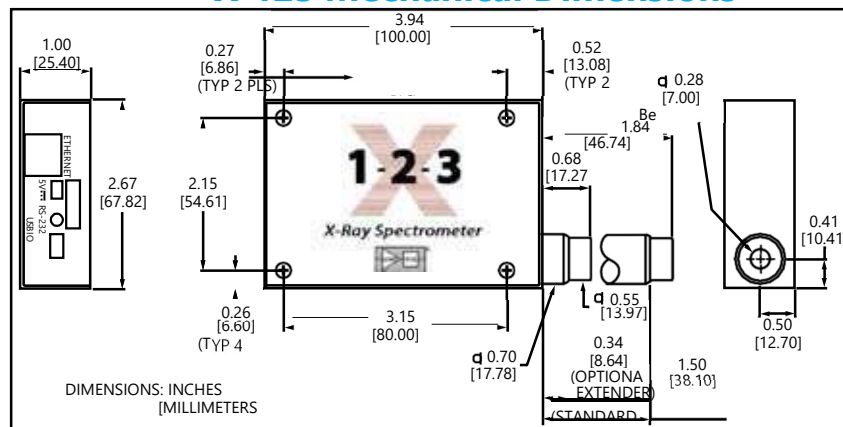 3.94
[100.00]
1.00
[25.40]
0.27
[6.86]
(TYP 2 PLS)
0.52
[13.08]
(TYP 2
0.28
[7.00]
Be
1.84
[46.74]
0.68
[17.27
ETHERNET
5V
RS-232
USB IO
2.67
[67.82]
2.15
[54.61]
1-2-3
X
X-Ray Spectrometer
0.41
[10.41
0.26
[6.60]
(TYP 4
3.15
[80.00]
0.55
[13.97]
0.70
[17.78]
0.34
[8.64]
(OPTIONA
EXTENDER)
(STANDARD
1.50
[38.10]
0.50
[12.70]
DIMENSIONS: INCHES
[MILLIMETERS